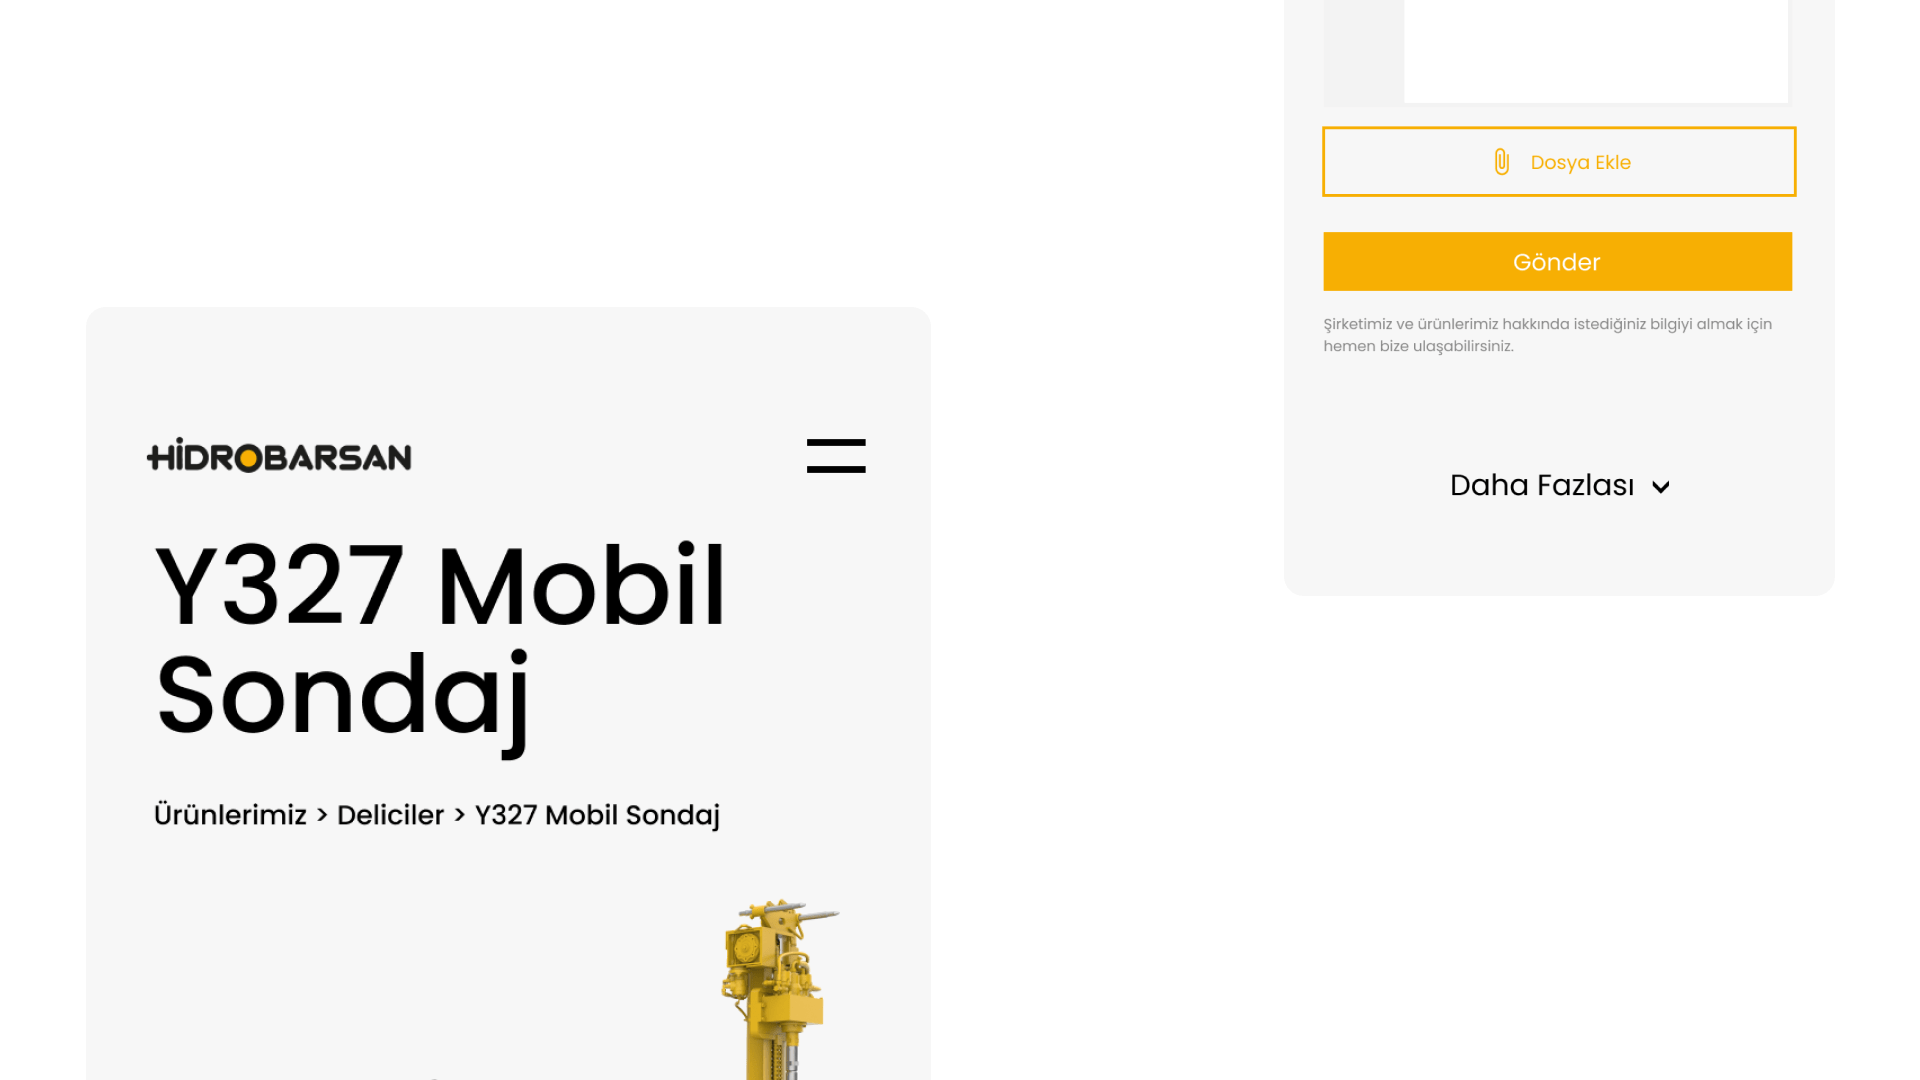 HİDROBARSAN
Y327 Mobil
Sondaj
Ürünlerimiz > Deliciler > Y327 Mobil Sondaj
Dosya Ekle
Gönder
Şirketimiz ve ürünlerimiz hakkında istediğiniz bilgiyi almak için
hemen bize ulaşabilirsiniz.
Daha Fazlası